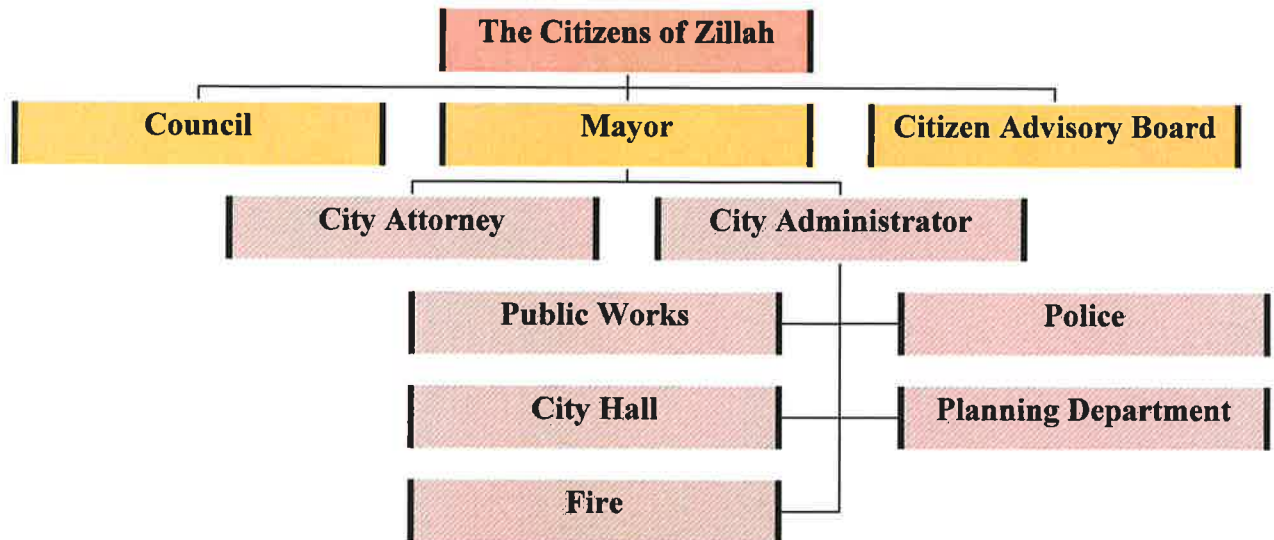 The Citizens of Zillah
Council
Mayor
Citizen Advisory Board
City Attorney
City Administrator
Public Works
Police
City Hall
Planning Department
Fire